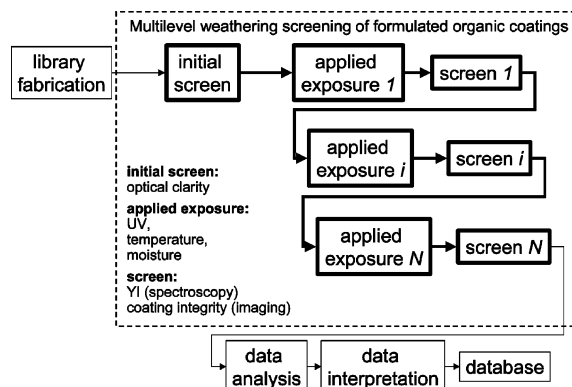 Multilevel weathering screening of formulated organic coatings
library
fabrication
initial
screen
applied
exposure 1
screen 1
applied
exposure i
screen i
applied
exposure N
screen N
initial screen:
optical clarity
applied exposure:
UV,
temperature,
moisture
screen:
YI (spectroscopy)
coating integrity (imaging)
data
analysis
data
interpretation
database